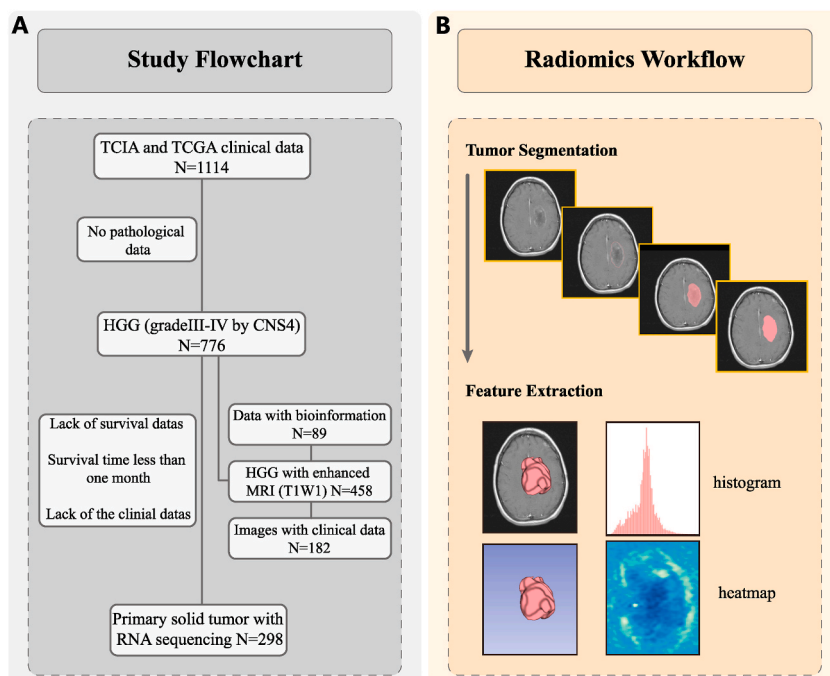 A
Study Flowchart
TCIA and TCGA clinical data
N=1114
No pathological
data
HGG (gradeIII-IV by CNS4)
N=776
Lack of survival datas
Survival time less than
one month
Lack of the clinial datas
Data with bioinformation
N=89
HGG with enhanced
MRI (T1W1) N=458
Images with clinical data
N=182
Primary solid tumor with
RNA sequencing N=298
B
Radiomics Workflow
Tumor Segmentation
Feature Extraction
histogram
heatmap